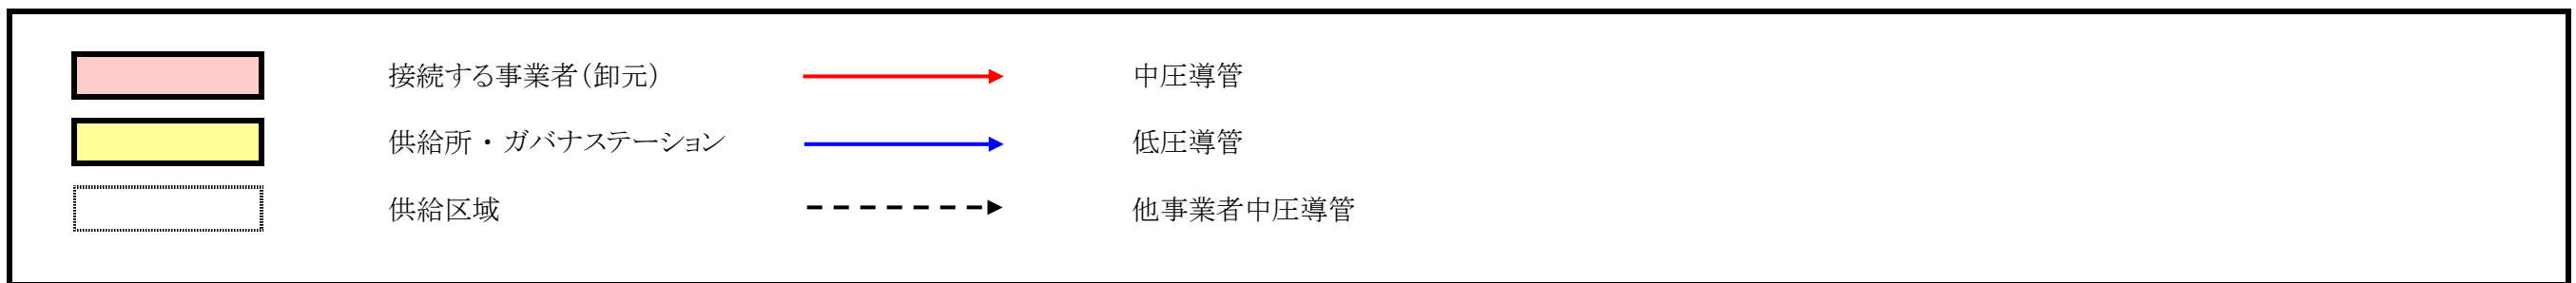 接続する事業者（卸元） 中圧導管
供給所・ガバナステーション 低圧導管
供給区域 他事業者中圧導管